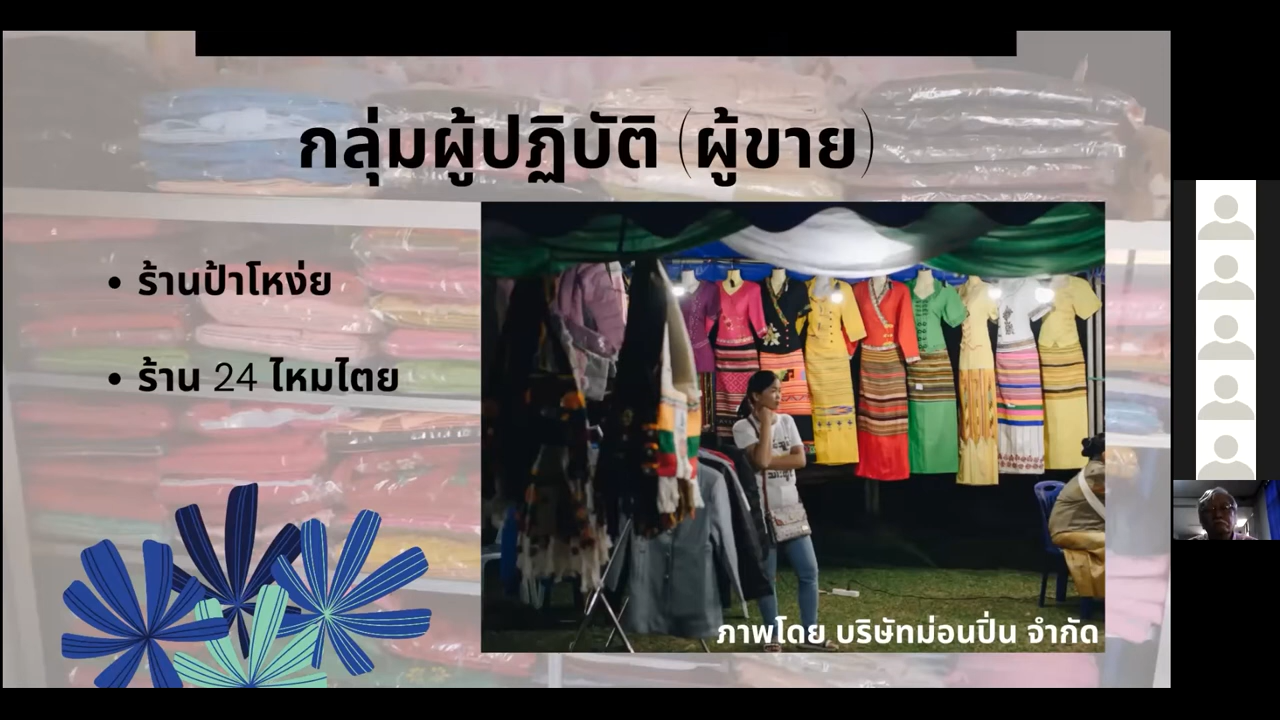 กลุ่มผู้ปฏิบัติ (ผู้ขาย)
• ร้านป้าโหง่ย
• ร้าน 24 ไหมไตย
ภาพโดย บริษัทม่อนปิ่น จำกัด